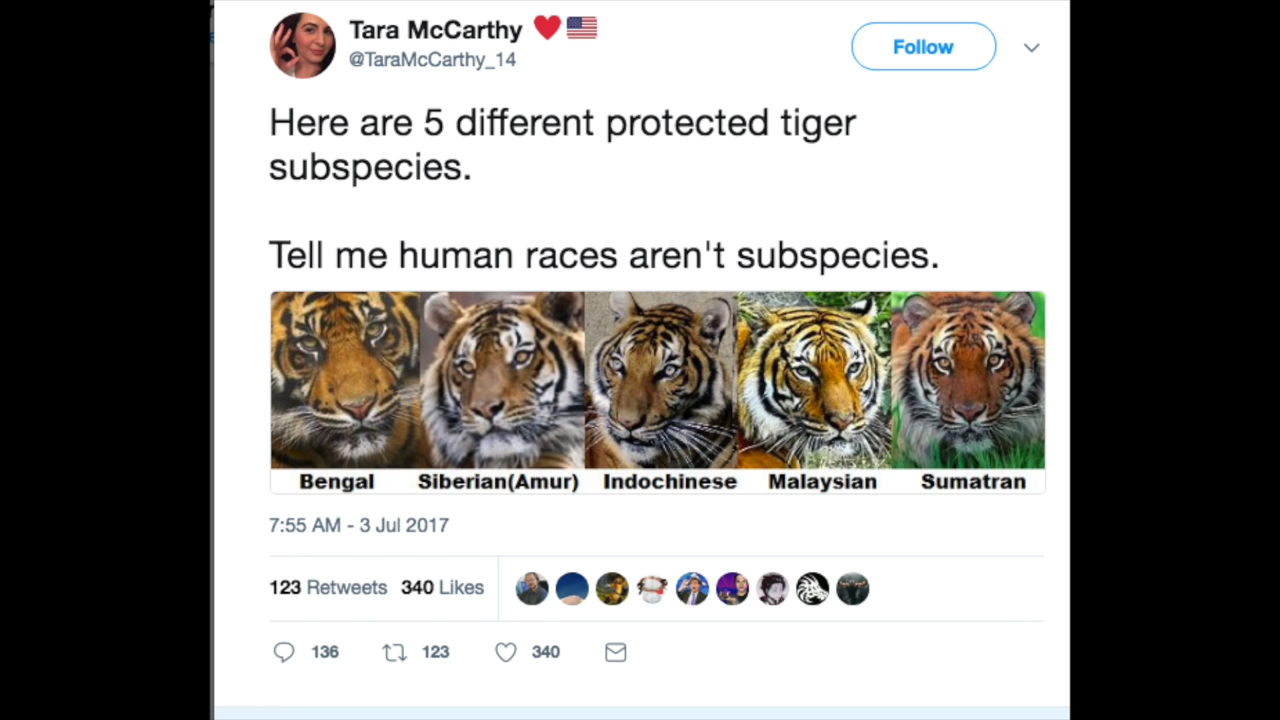 Tara McCarthy ❤️ 🇺🇸
@TaraMcCarthy_14
Follow
Here are 5 different protected tiger
subspecies.
Tell me human races aren't subspecies.
Bengal Siberian(Amur) Indochinese Malaysian Sumatran
7:55 AM - 3 Jul 2017
123 Retweets 340 Likes
136 123 340